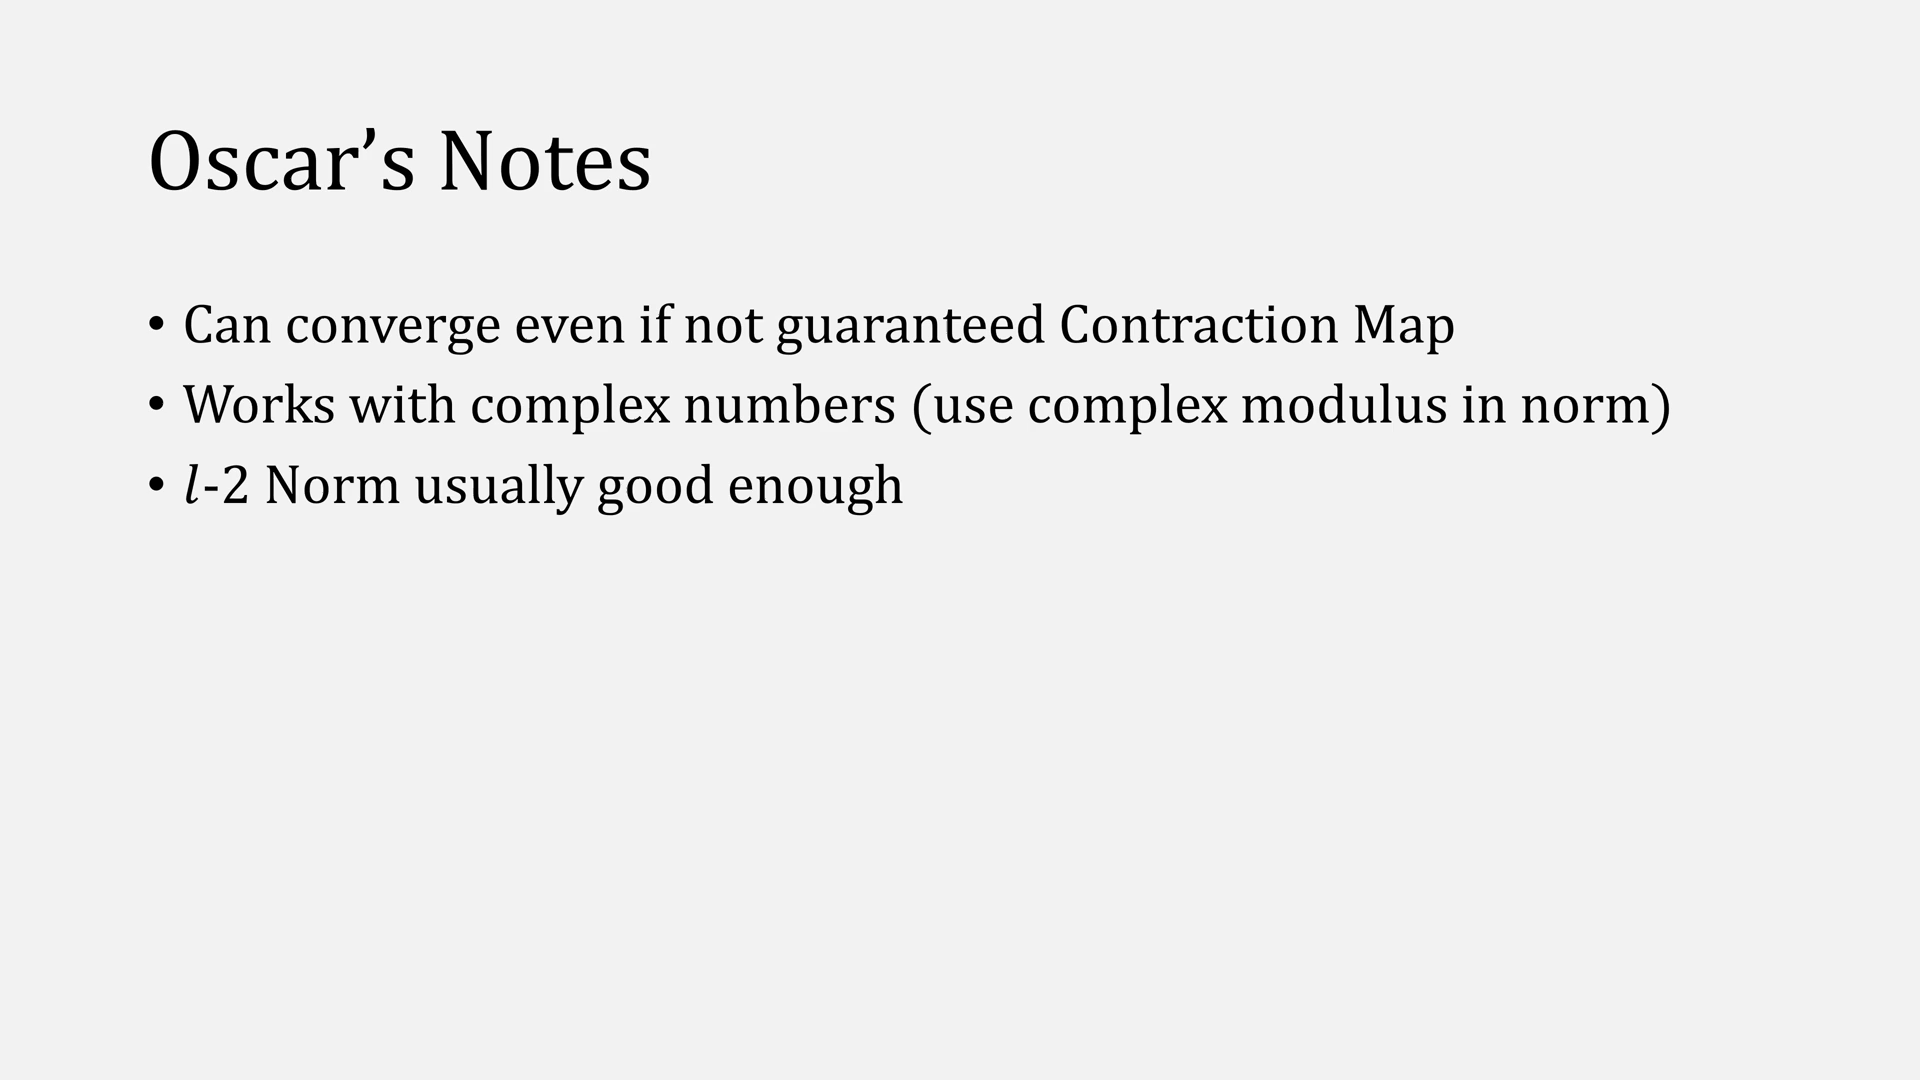 Oscar’s Notes
• Can converge even if not guaranteed Contraction Map
• Works with complex numbers (use complex modulus in norm)
• l-2 Norm usually good enough